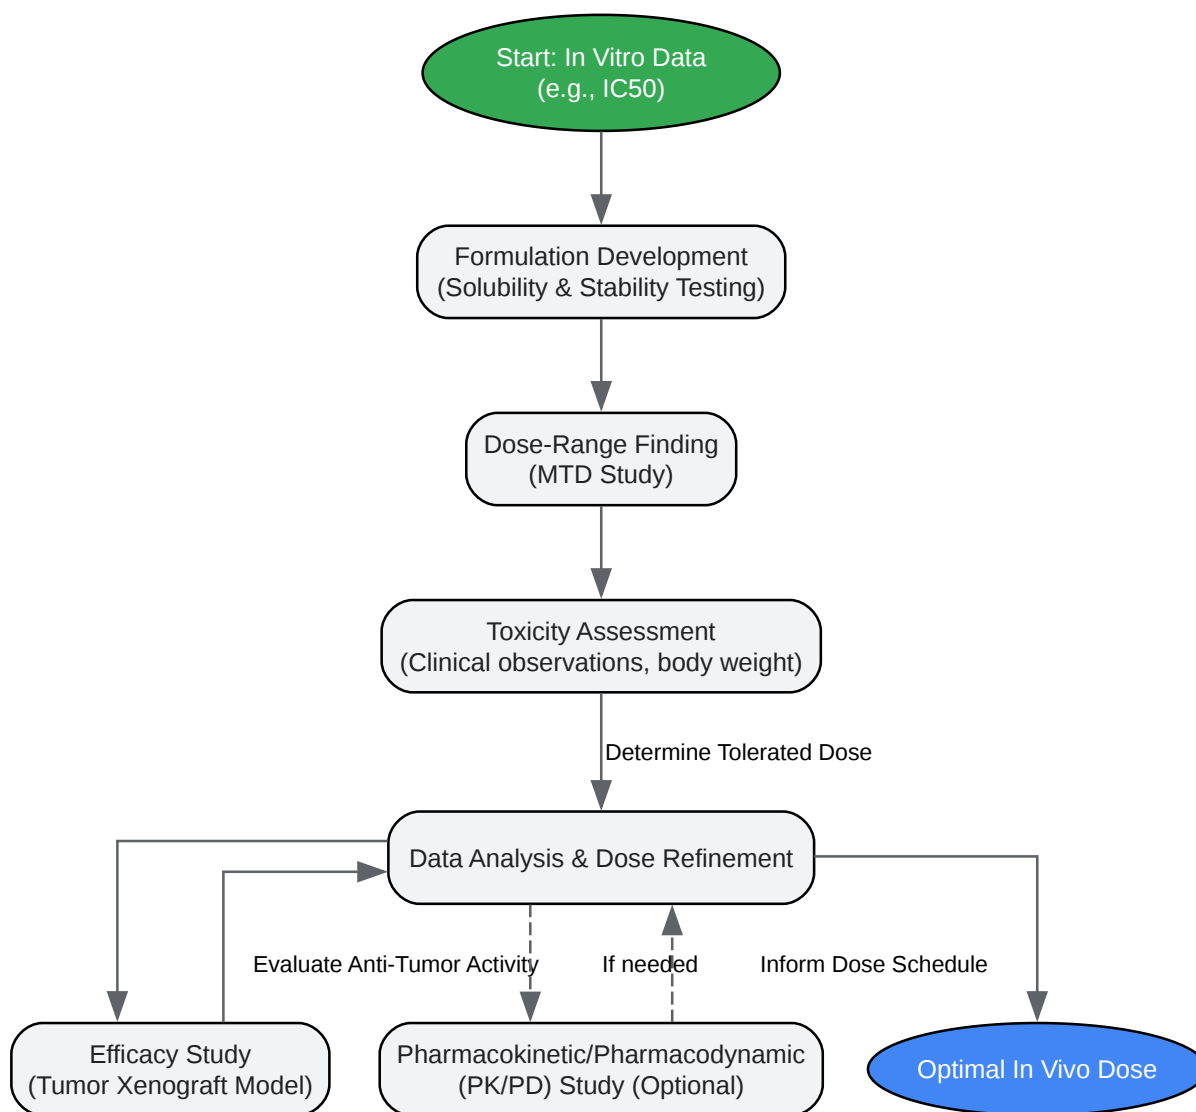 Start: In Vitro Data
(e.g., IC50)
Formulation Development
(Solubility & Stability Testing)
Dose-Range Finding
(MTD Study)
Toxicity Assessment
(Clinical observations, body weight)
Determine Tolerated Dose
Data Analysis & Dose Refinement
Evaluate Anti-Tumor Activity
If needed
Inform Dose Schedule
Efficacy Study
(Tumor Xenograft Model)
Pharmacokinetic/Pharmacodynamic
(PK/PD) Study (Optional)
Optimal In Vivo Dose